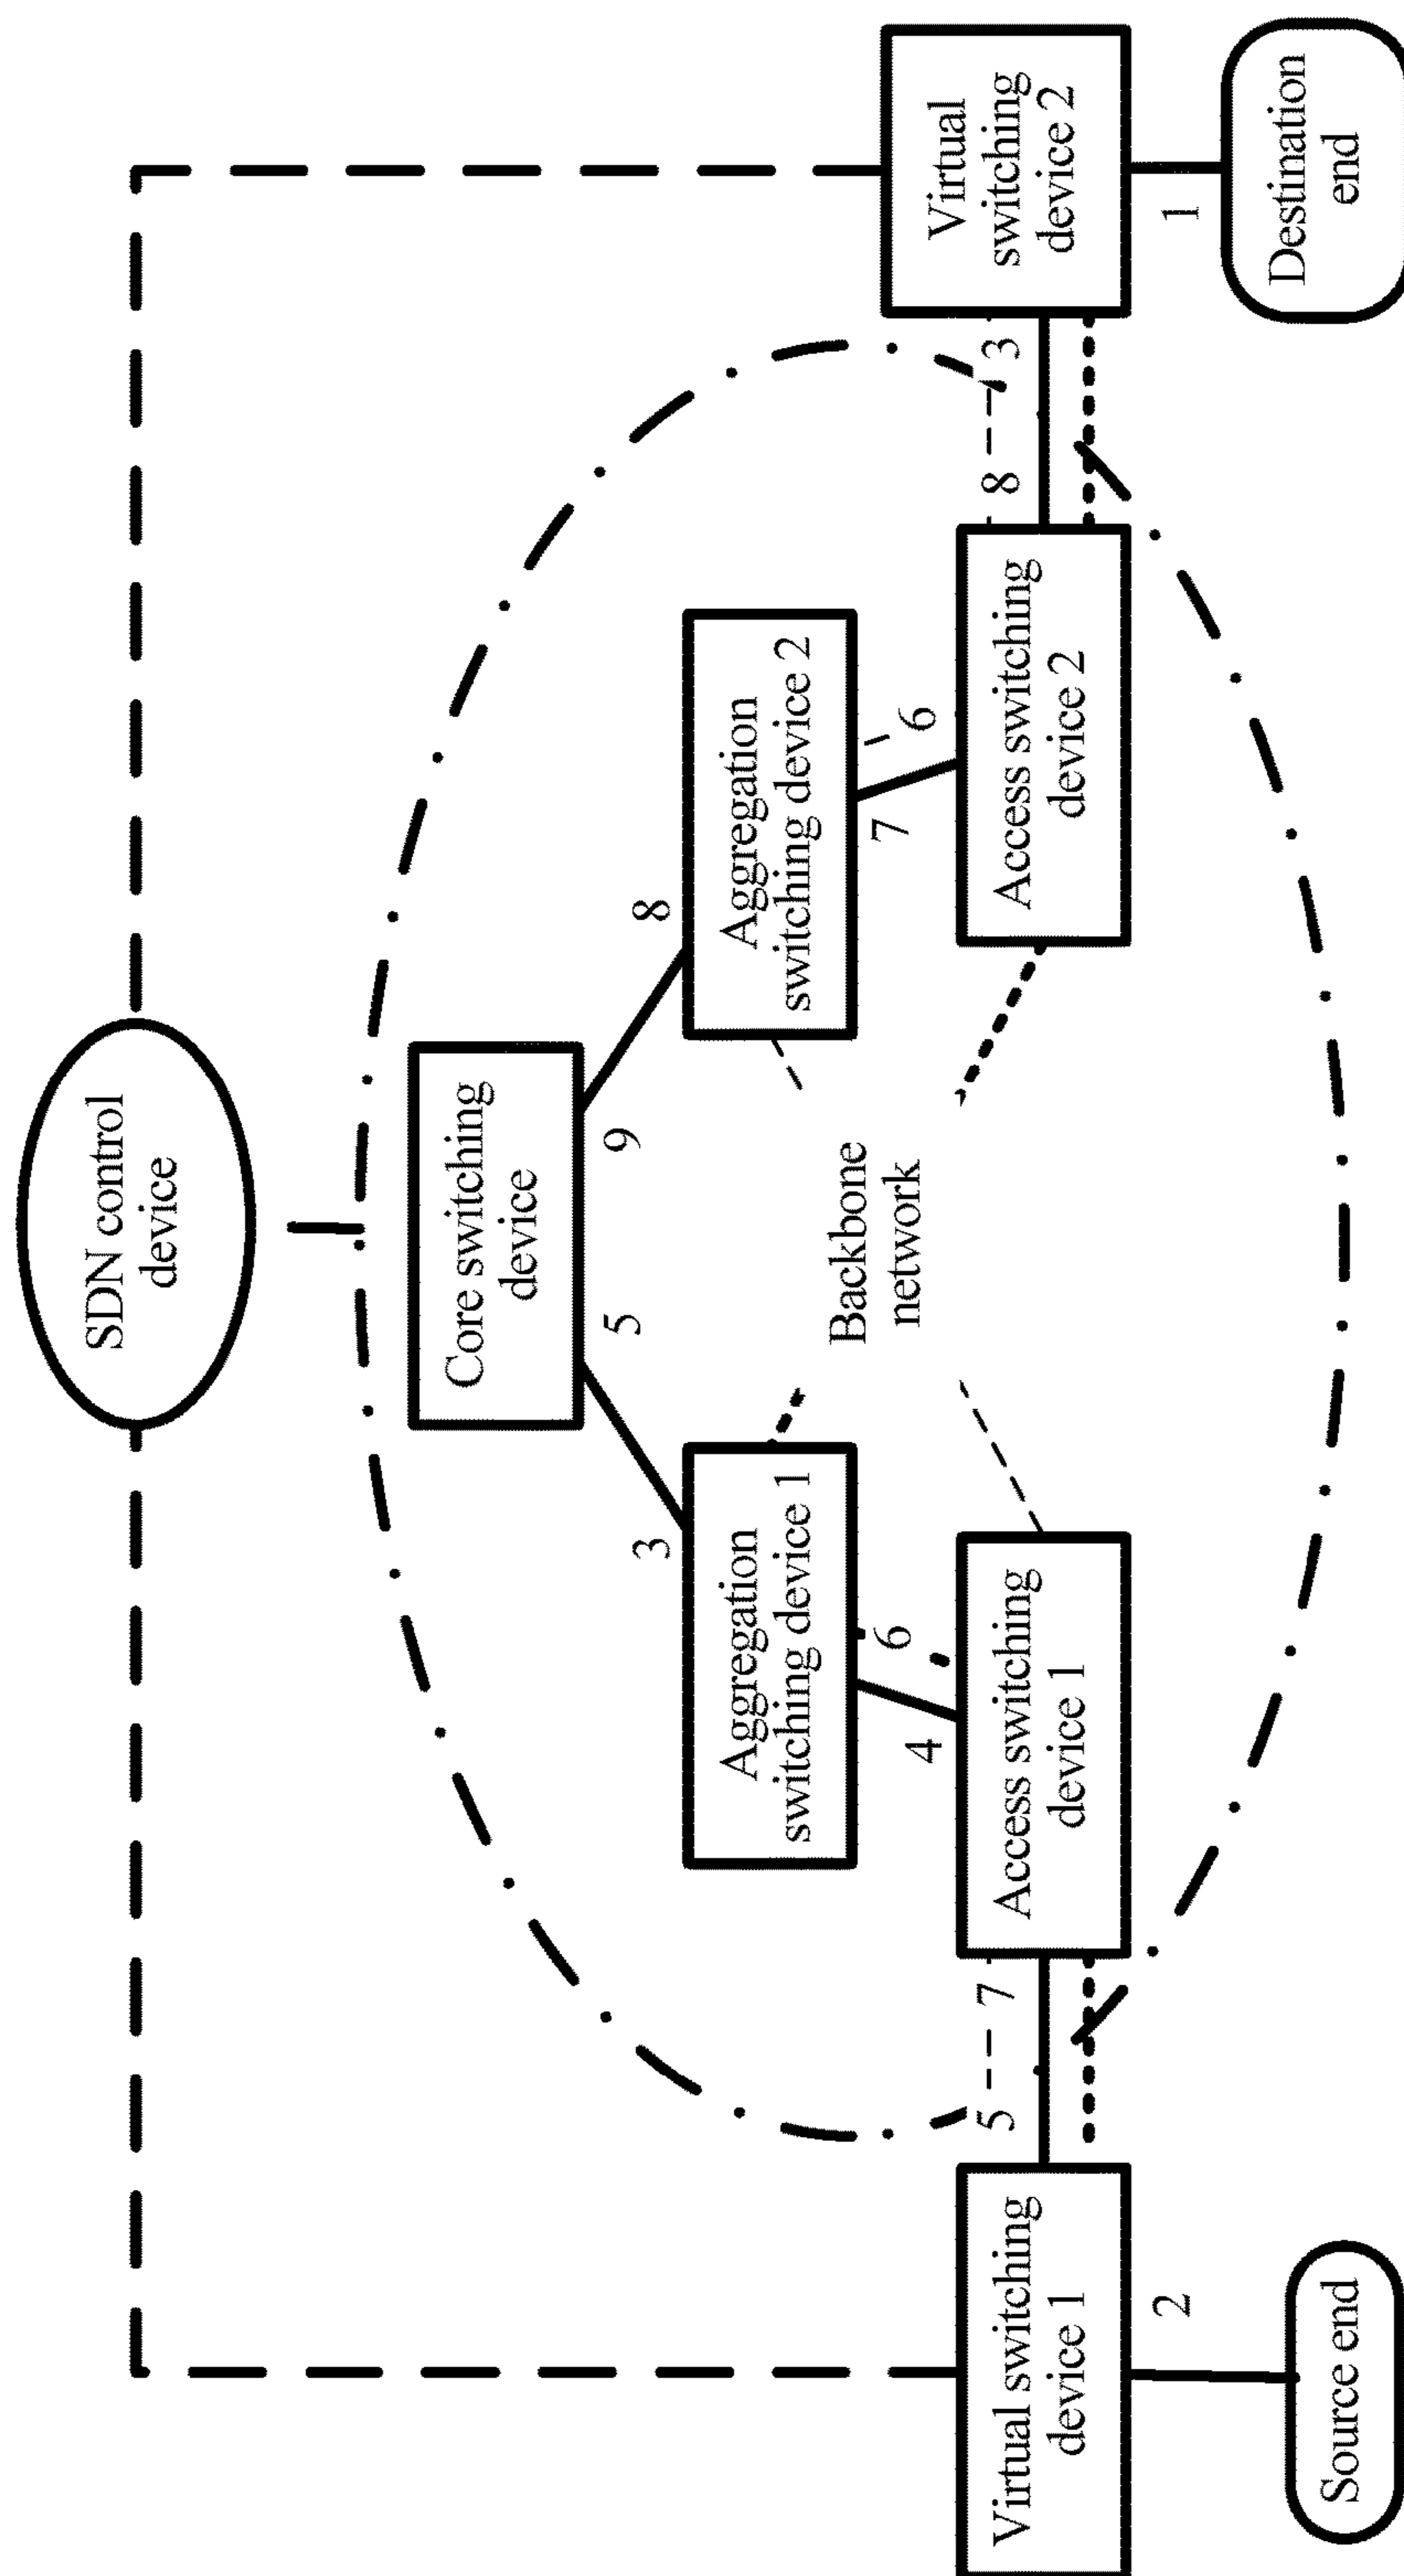 SDN control
device
Core switching
device
5
9
3
8
Aggregation
switching device 1
Aggregation
switching device 2
Backbone
network
4
6
7
6
Virtual switching
device 1
5
7
Access switching
device 1
Access switching
device 2
8
3
Virtual
switching
device 2
2
1
Source end
Destination
end